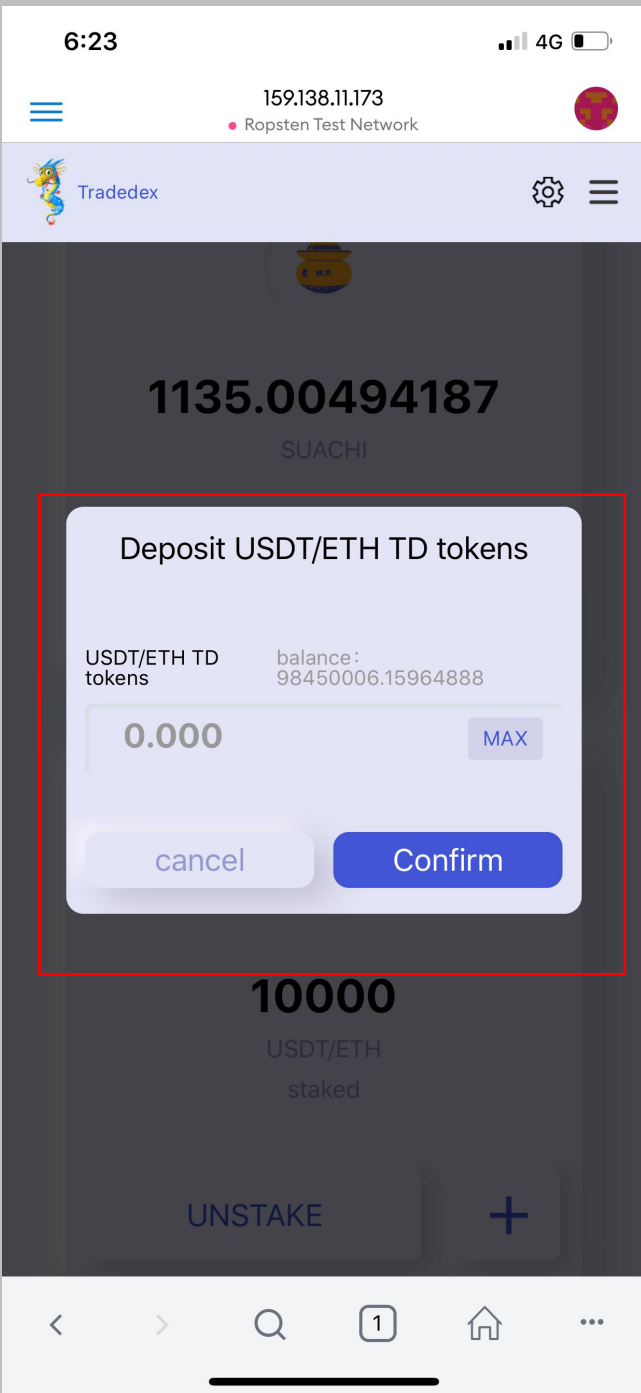 6:23
4G
159.138.11.173
Ropsten Test Network
Tradedex
1135.00494187
SUACHI
Deposit USDT/ETH TD tokens
USDT/ETH TD
tokens
balance：
98450006.15964888
0.000
MAX
cancel
Confirm
10000
USDT/ETH
staked
UNSTAKE
1